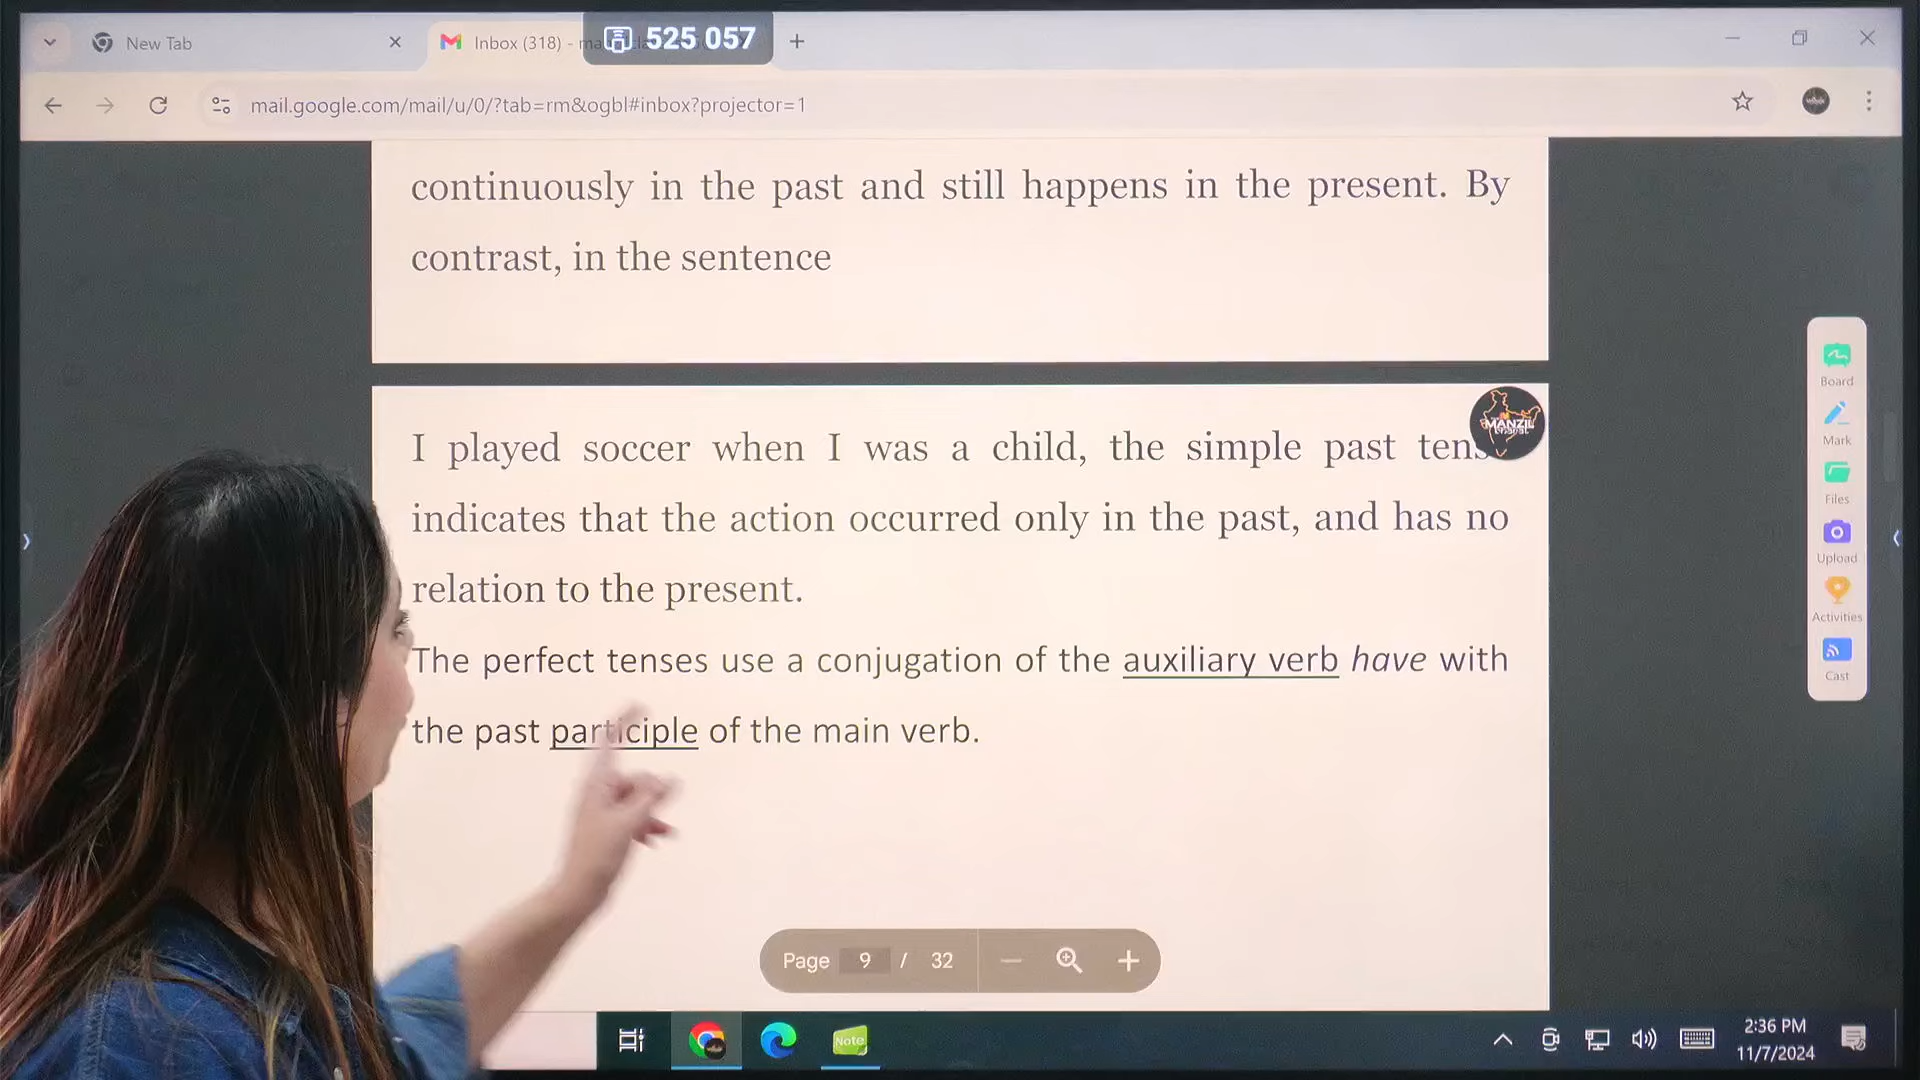 New Tab
Inbox (318) -
525 057
mail.google.com/mail/u/0/?tab=rm&ogbl#inbox?projector=1
continuously in the past and still happens in the present. By
contrast, in the sentence
MANZIL
I played soccer when I was a child, the simple past tens
indicates that the action occurred only in the past, and has no
relation to the present.
The perfect tenses use a conjugation of the auxiliary verb have with
the past participle of the main verb.
Board
Mark
Files
Upload
Activities
Cast
Page 9 / 32
Note
2:36 PM
11/7/2024